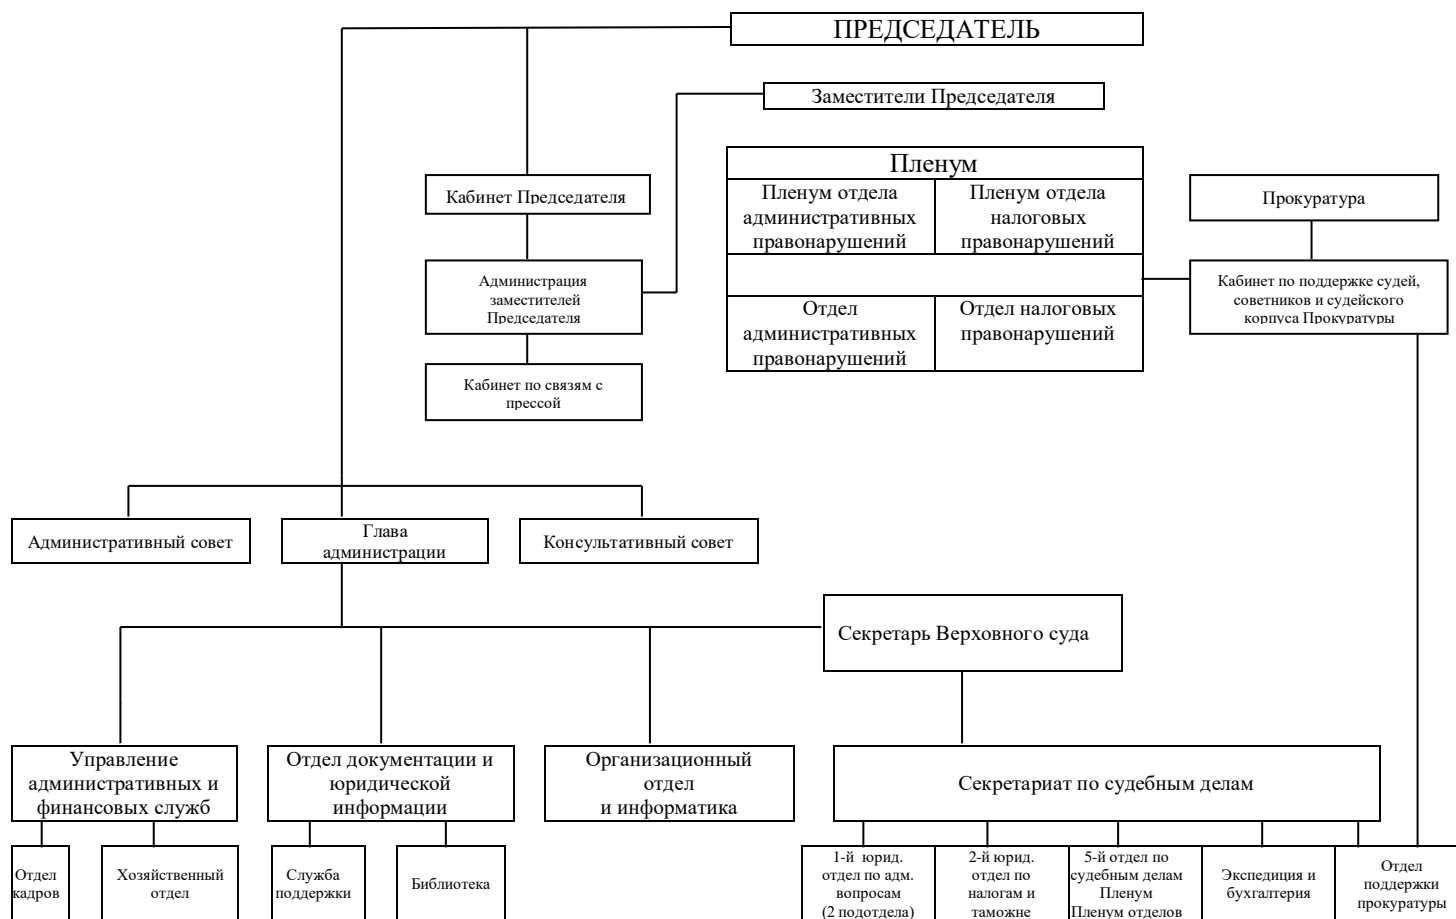 ПРЕДСЕДАТЕЛЬ
Заместители Председателя
Пленум
Пленум отдела
административных
правонарушений
Пленум отдела
налоговых
правонарушений
Кабинет Председателя
Прокуратура
Администрация
заместителей
Председателя
Кабинет по поддержке судей,
советников и судейского
корпуса Прокуратуры
Отдел
административных
правонарушений
Отдел налоговых
правонарушений
Кабинет по связям с
прессой
Административный совет
Глава
администрации
Консультативный совет
Секретарь Верховного суда
Управление
административных и
финансовых служб
Отдел документации и
юридической
информации
Организационный
отдел
и информатика
Секретариат по судебным делам
Отдел
кадров
Хозяйственный
отдел
Служба
поддержки
Библиотека
1-й юрид.
отдел по адм.
вопросам
(2 подотдела)
2-й юрид.
отдел по
налогам и
таможне
5-й отдел по
судебным делам
Пленум
Пленум отделов
Экспедиция и
бухгалтерия
Отдел
поддержки
прокуратуры